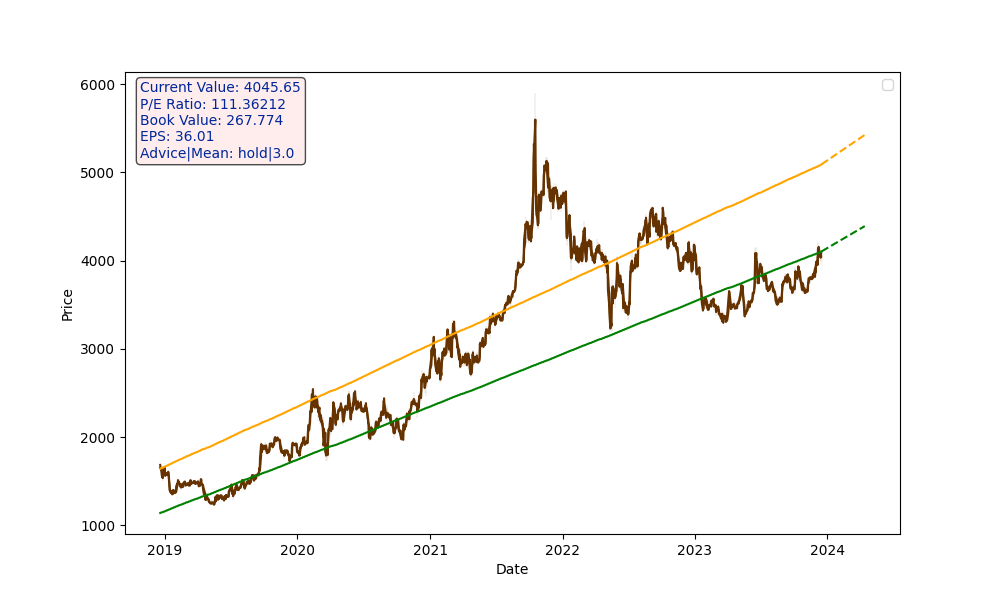 Current Value: 4045.65
P/E Ratio: 111.36212
Book Value: 267.774
EPS: 36.01
Advice|Mean: hold|3.0
6000
5000
4000
3000
2000
1000
Price
2019 2020 2021 2022 2023 2024
Date